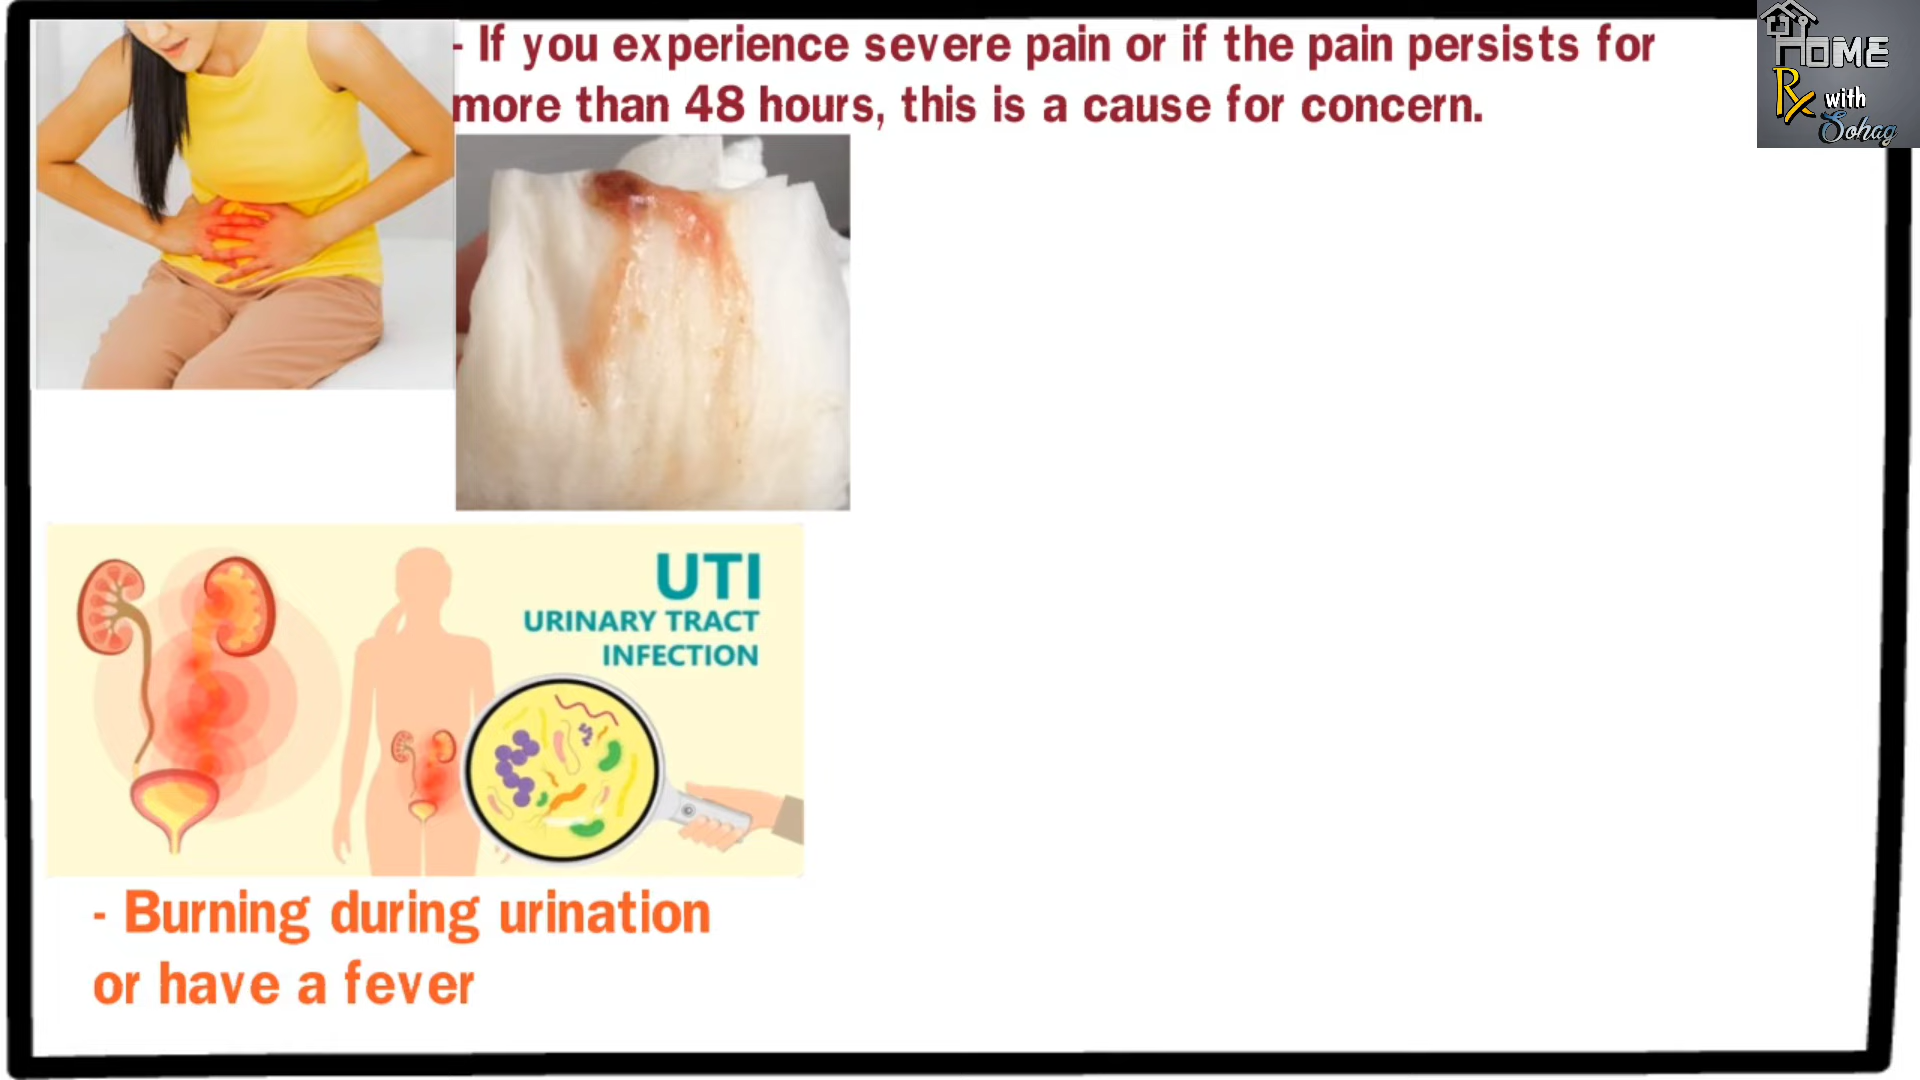 - If you experience severe pain or if the pain persists for
more than 48 hours, this is a cause for concern.
HOME
Rx with
Sohag
UTI
URINARY TRACT
INFECTION
- Burning during urination
or have a fever